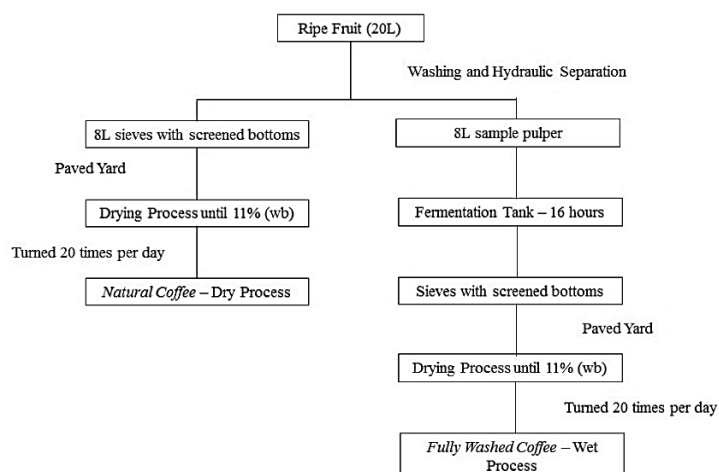 Ripe Fruit (20L)
Washing and Hydraulic Separation
8L sieves with screened bottoms
8L sample pulper
Paved Yard
Drying Process until 11% (wb)
Fermentation Tank – 16 hours
Turned 20 times per day
Natural Coffee – Dry Process
Sieves with screened bottoms
Paved Yard
Drying Process until 11% (wb)
Turned 20 times per day
Fully Washed Coffee – Wet
Process